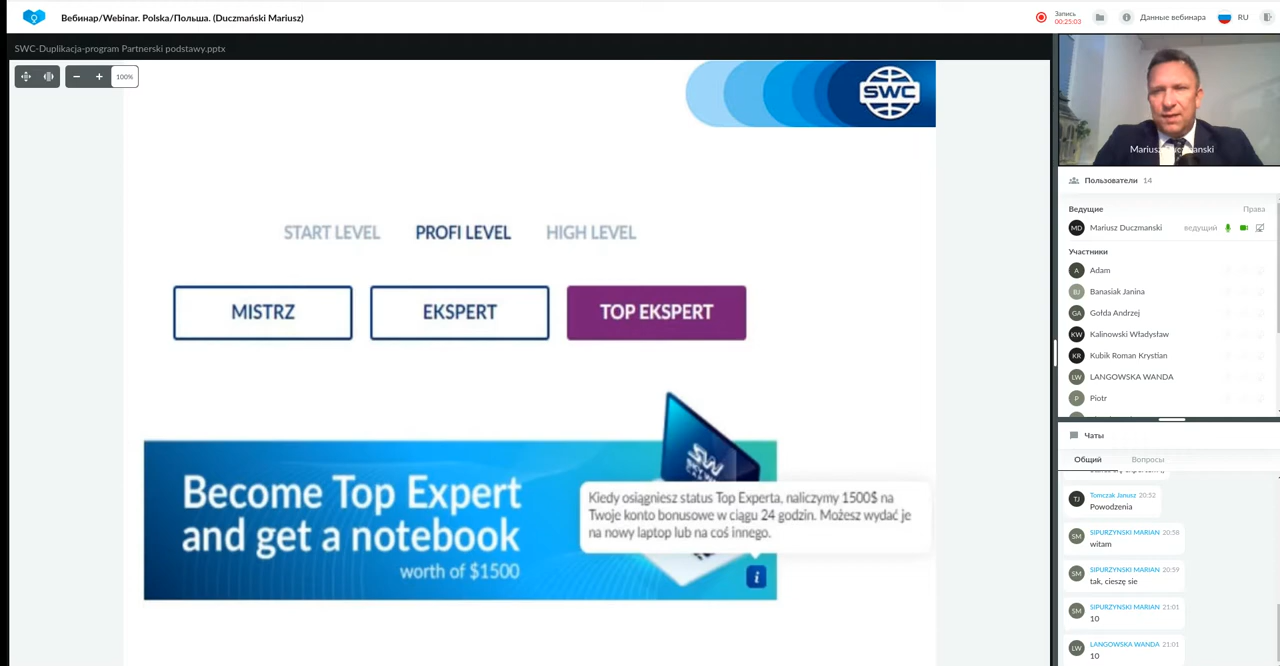 Вебинар/Webinar. Polska/Польша. (Duczmański Mariusz)
Запись
00:25:03
Данные вебинара
RU
SWC-Duplikacja-program Partnerski podstawy.pptx
100%
SWC
START LEVEL PROFI LEVEL HIGH LEVEL
MISTRZ EKSPERT TOP EKSPERT
Become Top Expert
and get a notebook
worth of $1500
SW
Kiedy osiągniesz status Top Experta, naliczymy 1500$ na
Twoje konto bonusowe w ciągu 24 godzin. Możesz wydać je
na nowy laptop lub na coś innego.
i
Пользователи 14
Ведущие Права
MD Mariusz Duczmanski ведущий
Участники
A Adam
BJ Banasiak Janina
GA Gołda Andrzej
KW Kalinowski Władysław
KR Kubik Roman Krystian
LW LANGOWSKA WANDA
P Piotr
Чаты
Общий Вопросы
TJ Tomczak Janusz 20:52
Powodzenia
SM SIPURZYNSKI MARIAN 20:58
witam
SM SIPURZYNSKI MARIAN 20:59
tak, cieszę sie
SM SIPURZYNSKI MARIAN 21:01
10
LW LANGOWSKA WANDA 21:01
10